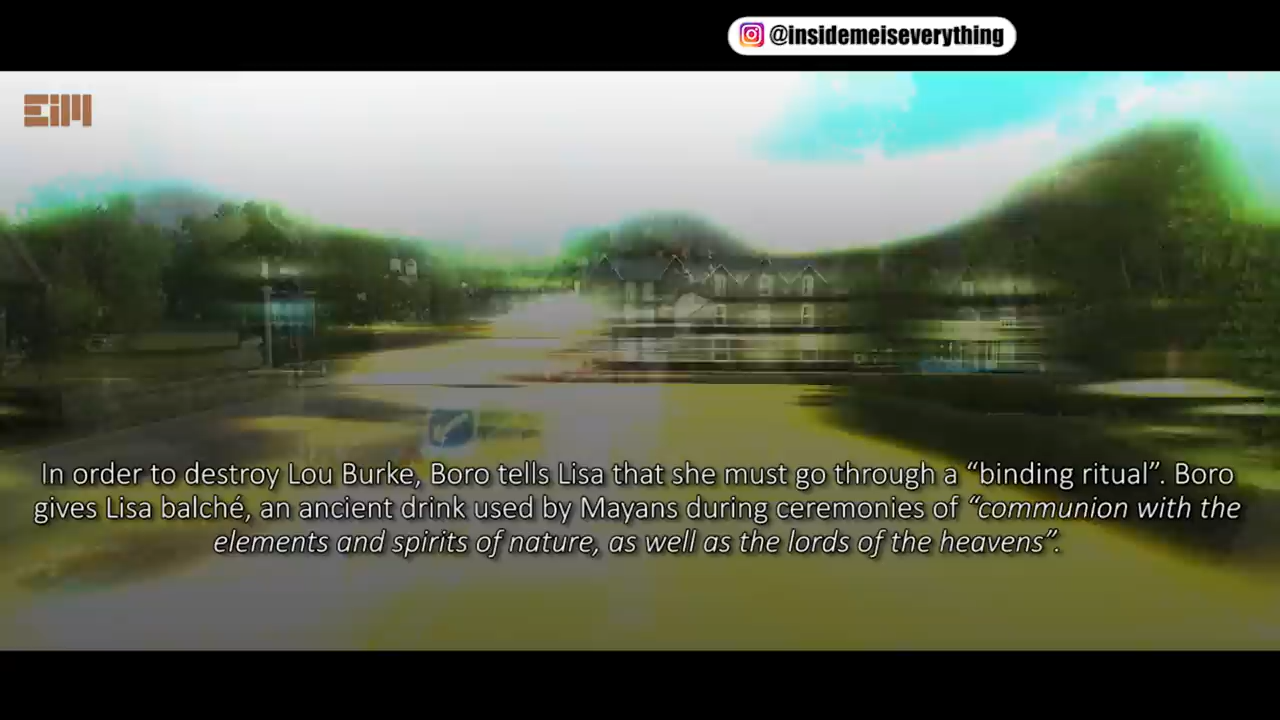 @insidemeiseverything
EiM
In order to destroy Lou Burke, Boro tells Lisa that she must go through a “binding ritual”. Boro
gives Lisa balché, an ancient drink used by Mayans during ceremonies of “communion with the
elements and spirits of nature, as well as the lords of the heavens”.